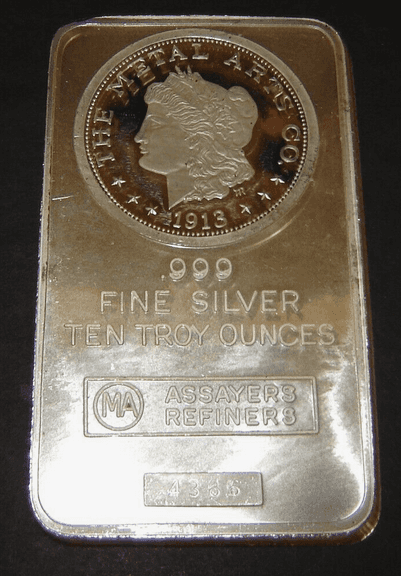 THE METAL ARTS CO.
1913
.999
FINE SILVER
TEN TROY OUNCES
MA
ASSAYERS
REFINERS